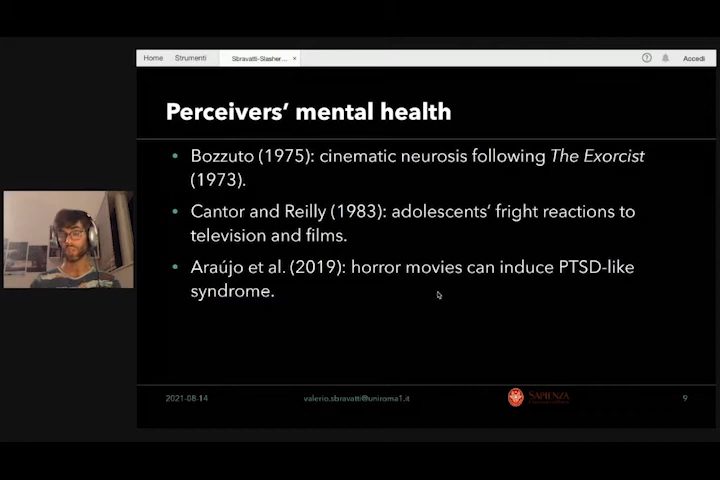 Home Strumenti Sbravatti-Slasher... × Accedi
Perceivers’ mental health
• Bozzuto (1975): cinematic neurosis following The Exorcist
(1973).
• Cantor and Reilly (1983): adolescents’ fright reactions to
television and films.
• Araújo et al. (2019): horror movies can induce PTSD-like
syndrome.
2021-08-14 valerio.sbravatti@uniroma1.it SAPIENZA 9